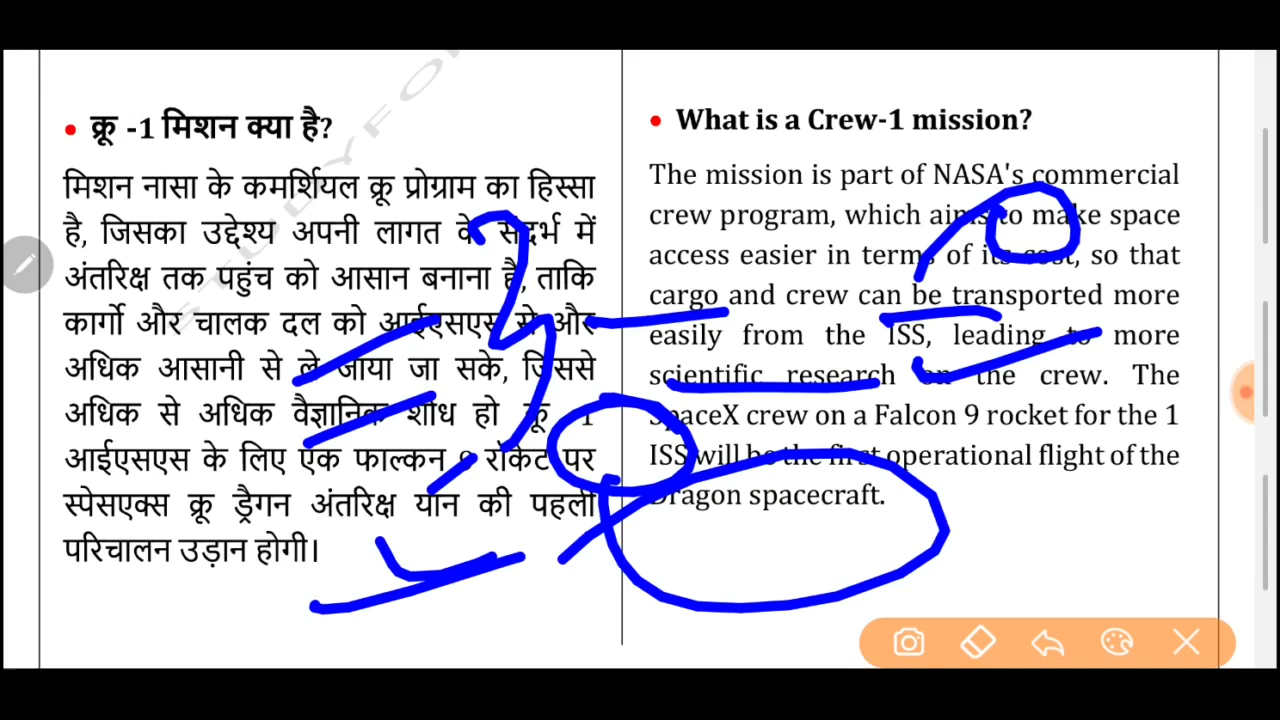 STUDYFO
• क्रू -1 मिशन क्या है?
मिशन नासा के कमर्शियल क्रू प्रोग्राम का हिस्सा
है, जिसका उद्देश्य अपनी लागत के संदर्भ में
अंतरिक्ष तक पहुंच को आसान बनाना है, ताकि
कार्गो और चालक दल को आईएसएस से और
अधिक आसानी से ले जाया जा सके, जिससे
अधिक से अधिक वैज्ञानिक शोध हो क्रू 1
आईएसएस के लिए एक फाल्कन 9 रॉकेट पर
स्पेसएक्स क्रू ड्रैगन अंतरिक्ष यान की पहली
परिचालन उड़ान होगी।
• What is a Crew-1 mission?
The mission is part of NASA's commercial
crew program, which aims to make space
access easier in terms of its cost, so that
cargo and crew can be transported more
easily from the ISS, leading to more
scientific research on the crew. The
SpaceX crew on a Falcon 9 rocket for the 1
ISS will be the first operational flight of the
Dragon spacecraft.